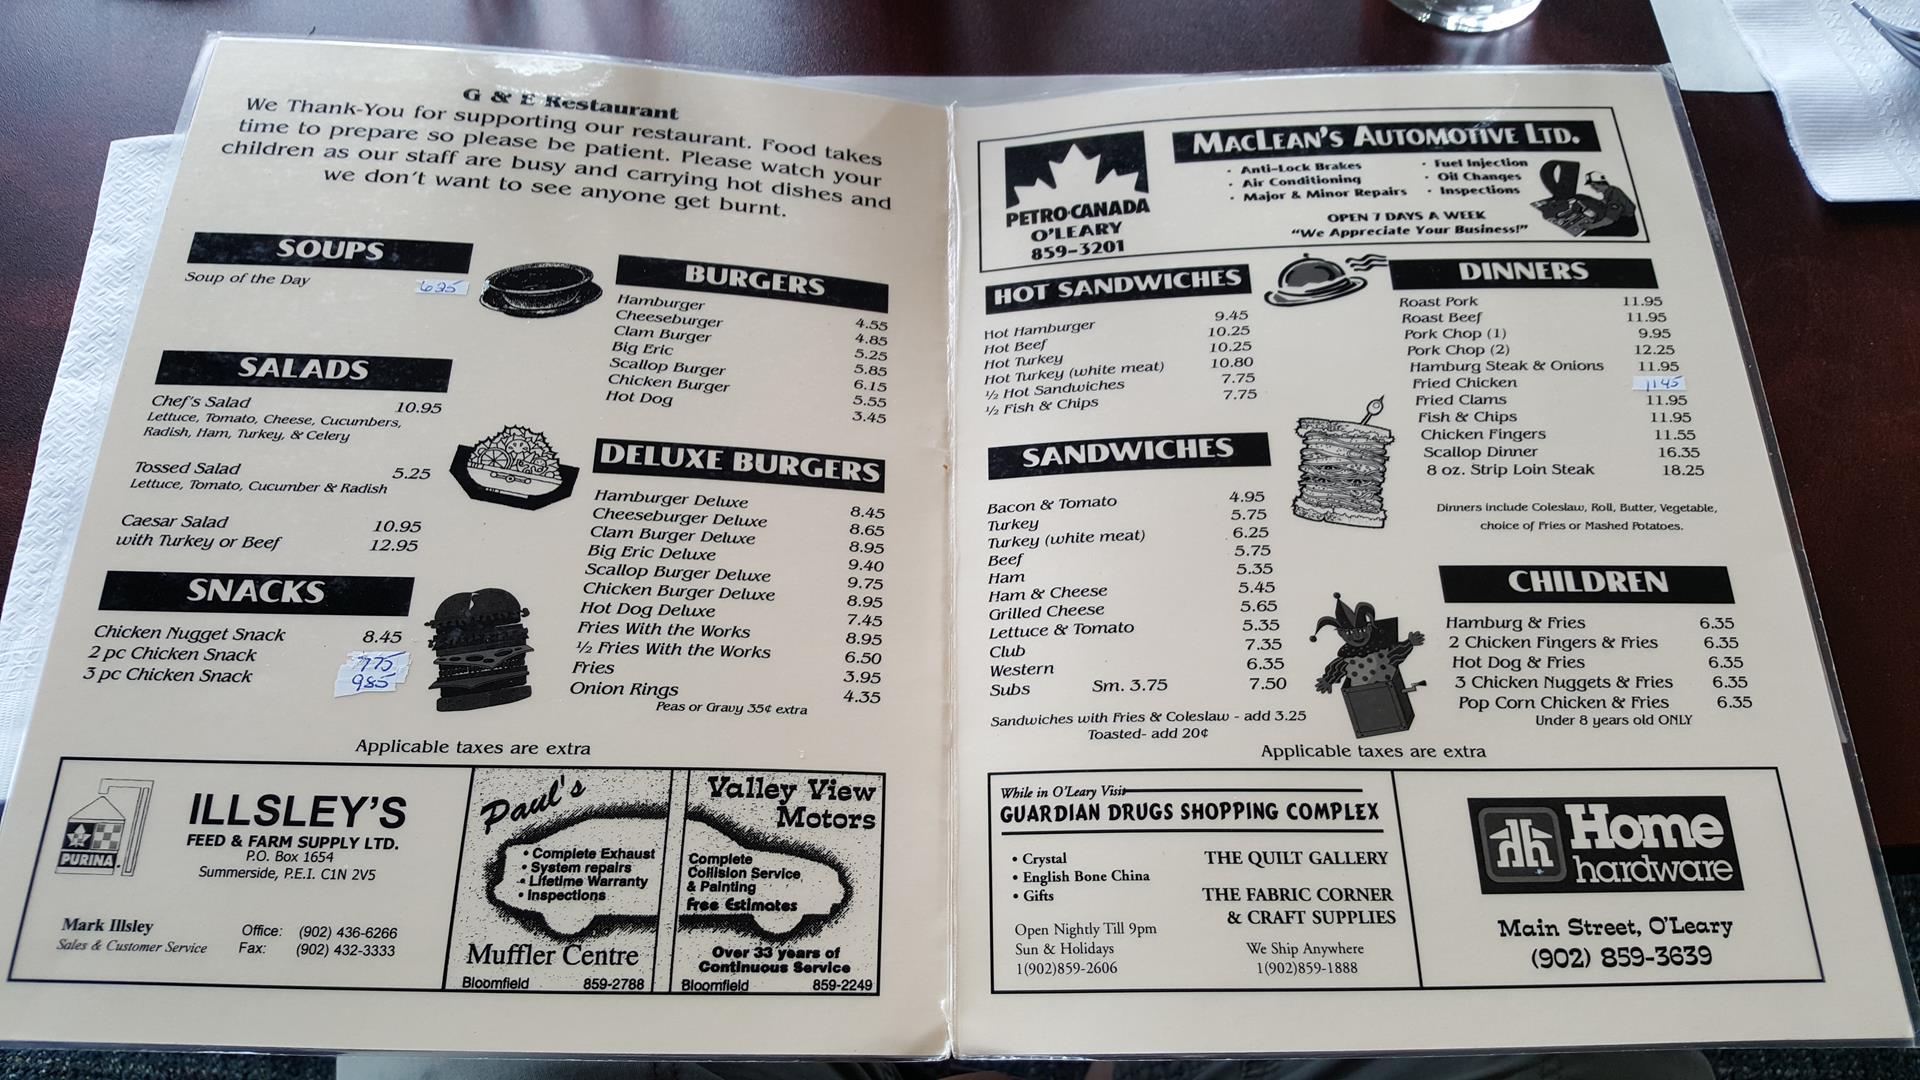 G & E Restaurant
We Thank-You for supporting our restaurant. Food takes
time to prepare so please be patient. Please watch your
children as our staff are busy and carrying hot dishes and
we don't want to see anyone get burnt.
SOUPS
Soup of the Day 6 25
SALADS
Chef's Salad 10.95
Lettuce, Tomato, Cheese, Cucumbers,
Radish, Ham, Turkey, & Celery
Tossed Salad 5.25
Lettuce, Tomato, Cucumber & Radish
Caesar Salad 10.95
with Turkey or Beef 12.95
SNACKS
Chicken Nugget Snack 8.45
2 pc Chicken Snack 775
3 pc Chicken Snack 985
BURGERS
Hamburger 4.55
Cheeseburger 4.85
Clam Burger 5.25
Big Eric 5.85
Scallop Burger 6.15
Chicken Burger 5.55
Hot Dog 3.45
DELUXE BURGERS
Hamburger Deluxe 8.45
Cheeseburger Deluxe 8.65
Clam Burger Deluxe 8.95
Big Eric Deluxe 9.40
Scallop Burger Deluxe 9.75
Chicken Burger Deluxe 8.95
Hot Dog Deluxe 7.45
Fries With the Works 8.95
½ Fries With the Works 6.50
Fries 3.95
Onion Rings 4.35
Peas or Gravy 35¢ extra
Applicable taxes are extra
PURINA
ILLSLEY'S
FEED & FARM SUPPLY LTD.
P.O. Box 1654
Summerside, P.E.I. C1N 2V5
Mark Illsley
Sales & Customer Service
Office: (902) 436-6266
Fax: (902) 432-3333
Paul's
• Complete Exhaust
• System repairs
• Lifetime Warranty
• Inspections
Muffler Centre
Bloomfield 859-2788
Valley View
Motors
Complete
Collision Service
& Painting
Free Estimates
Over 33 years of
Continuous Service
Bloomfield 859-2249
PETRO-CANADA
O'LEARY
859-3201
MACLEAN'S AUTOMOTIVE LTD.
• Anti-Lock Brakes
• Air Conditioning
• Major & Minor Repairs
• Fuel Injection
• Oil Changes
• Inspections
OPEN 7 DAYS A WEEK
"We Appreciate Your Business!"
HOT SANDWICHES
Hot Hamburger 9.45
Hot Beef 10.25
Hot Turkey 10.25
Hot Turkey (white meat) 10.80
½ Hot Sandwiches 7.75
½ Fish & Chips 7.75
SANDWICHES
Bacon & Tomato 4.95
Turkey 5.75
Turkey (white meat) 6.25
Beef 5.75
Ham 5.35
Ham & Cheese 5.45
Grilled Cheese 5.65
Lettuce & Tomato 5.35
Club 7.35
Western 6.35
Subs Sm. 3.75 7.50
Sandwiches with Fries & Coleslaw - add 3.25
Toasted- add 20¢
DINNERS
Roast Pork 11.95
Roast Beef 11.95
Pork Chop (1) 9.95
Pork Chop (2) 12.25
Hamburg Steak & Onions 11.95
Fried Chicken 1145
Fried Clams 11.95
Fish & Chips 11.95
Chicken Fingers 11.55
Scallop Dinner 16.35
8 oz. Strip Loin Steak 18.25
Dinners include Coleslaw, Roll, Butter, Vegetable,
choice of Fries or Mashed Potatoes.
CHILDREN
Hamburg & Fries 6.35
2 Chicken Fingers & Fries 6.35
Hot Dog & Fries 6.35
3 Chicken Nuggets & Fries 6.35
Pop Corn Chicken & Fries 6.35
Under 8 years old ONLY
Applicable taxes are extra
While in O'Leary Visit
GUARDIAN DRUGS SHOPPING COMPLEX
• Crystal
• English Bone China
• Gifts
Open Nightly Till 9pm
Sun & Holidays
1(902)859-2606
THE QUILT GALLERY
THE FABRIC CORNER
& CRAFT SUPPLIES
We Ship Anywhere
1(902)859-1888
Home
hardware
Main Street, O'Leary
(902) 859-3639